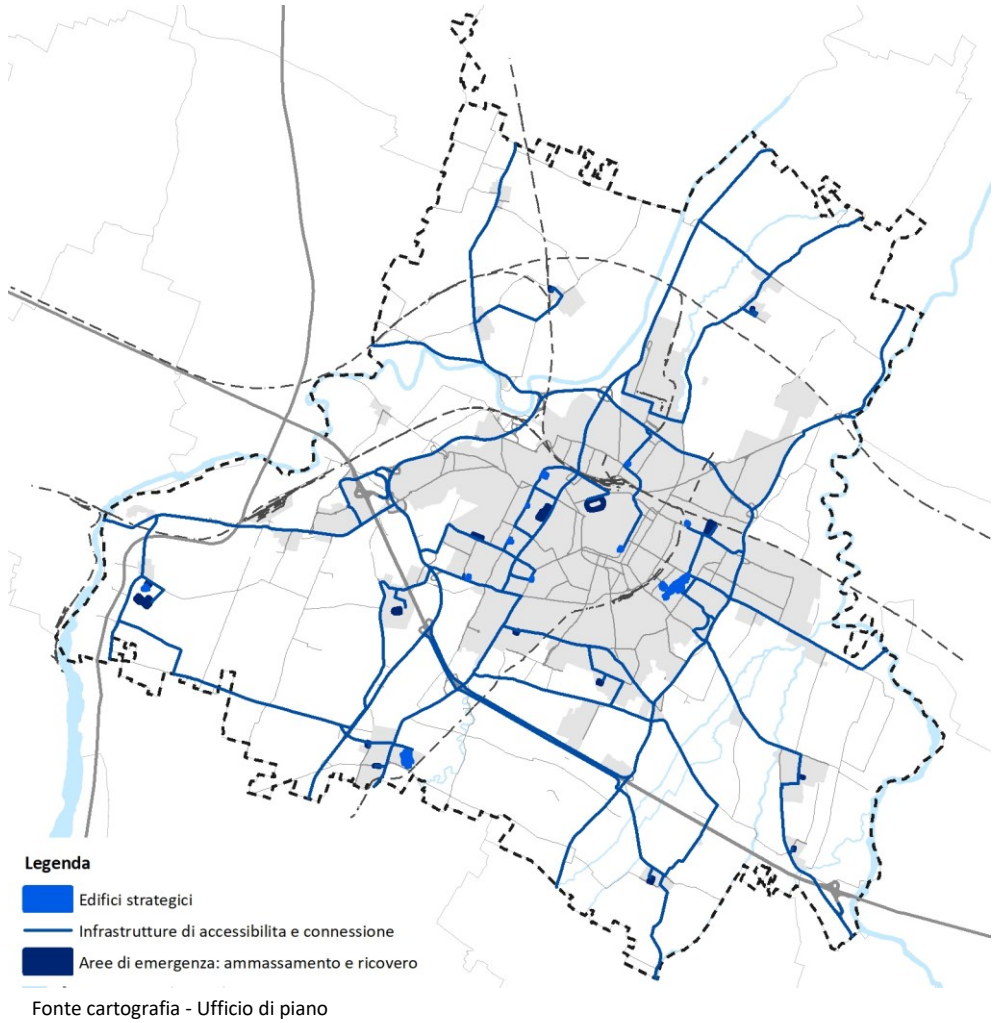 Legenda
Edifici strategici
Infrastrutture di accessibilita e connessione
Aree di emergenza: ammassamento e ricovero
Fonte cartografia - Ufficio di piano